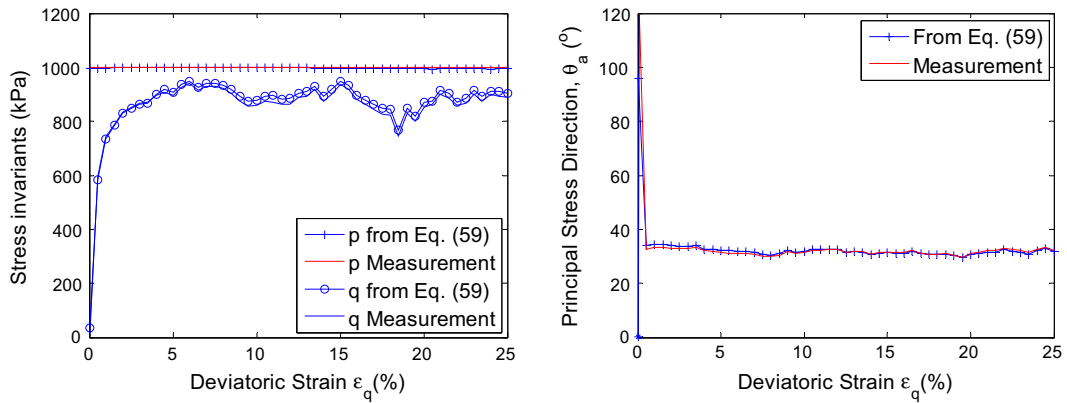 1200
1000
800
600
400
200
0
0 5 10 15 20 25
Stress invariants (kPa)
Deviatoric Strain ε_q(%)
p from Eq. (59)
p Measurement
q from Eq. (59)
q Measurement
120
100
80
60
40
20
0
0 5 10 15 20 25
Principal Stress Direction, θ_a (°)
Deviatoric Strain ε_q(%)
From Eq. (59)
Measurement